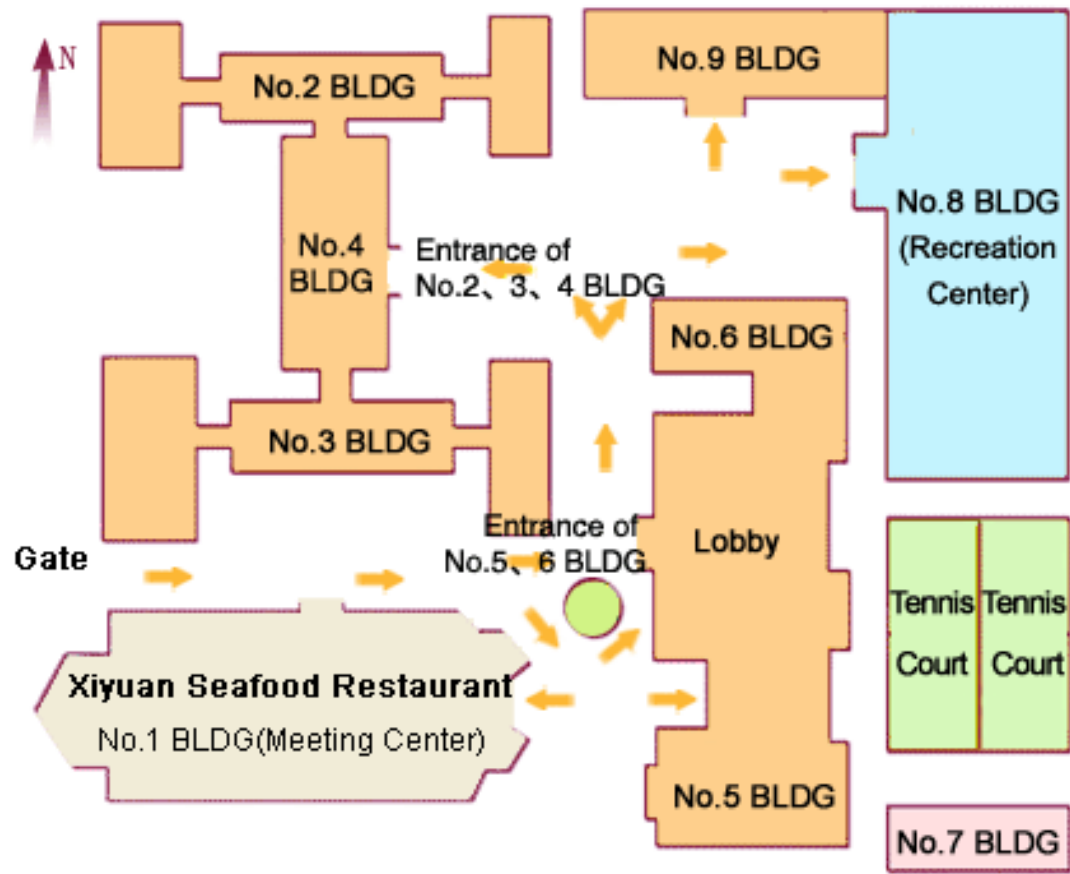 N
No.2 BLDG
No.9 BLDG
No.4
BLDG
Entrance of
No.2、3、4 BLDG
No.8 BLDG
(Recreation
Center)
No.6 BLDG
No.3 BLDG
Entrance of
No.5、6 BLDG
Lobby
Gate
Tennis
Court
Tennis
Court
Xiyuan Seafood Restaurant
No.1 BLDG(Meeting Center)
No.5 BLDG
No.7 BLDG